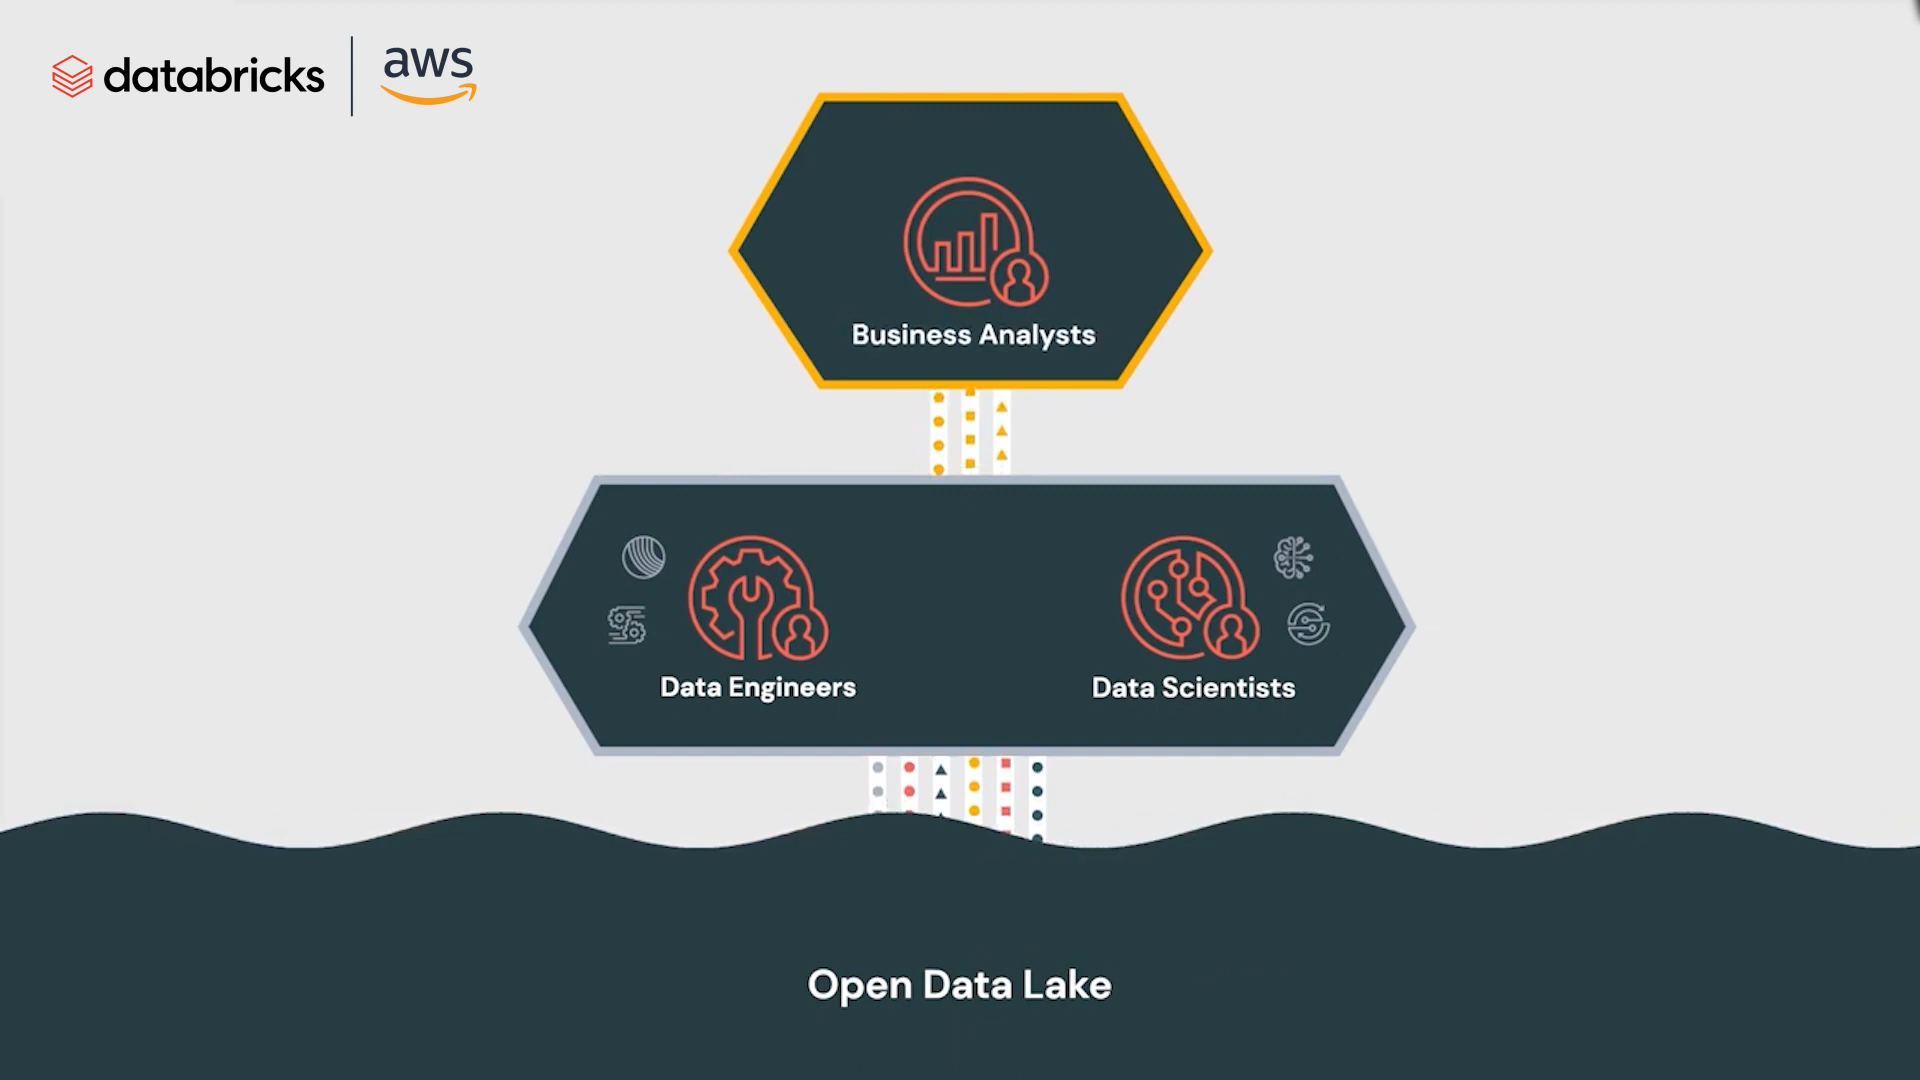 databricks
aws
Business Analysts
Data Engineers
Data Scientists
Open Data Lake